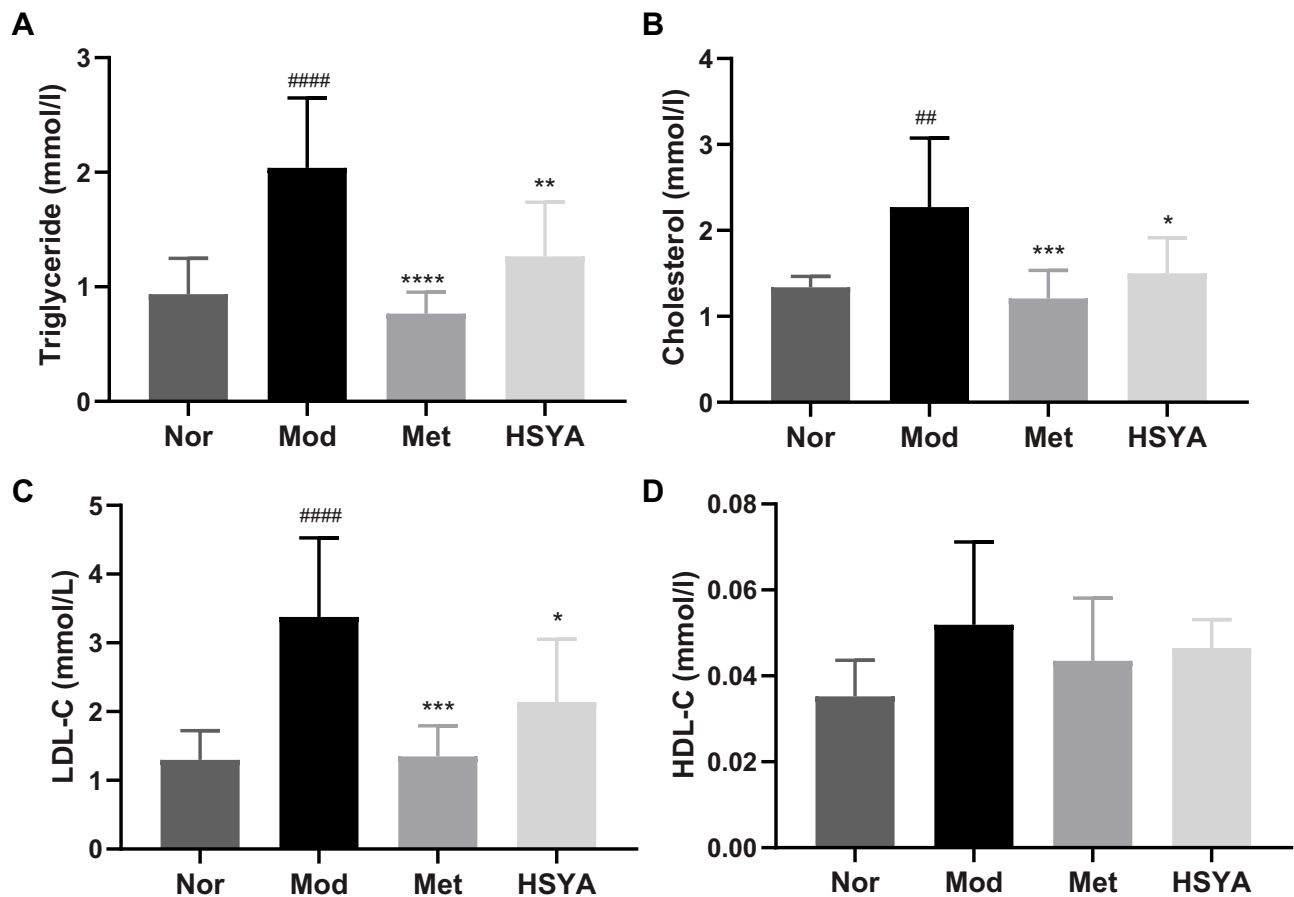 A
Triglyceride (mmol/l)
3
2
1
0
####
****
**
Nor Mod Met HSYA
B
Cholesterol (mmol/l)
4
3
2
1
0
##
***
*
Nor Mod Met HSYA
C
LDL-C (mmol/L)
5
4
3
2
1
0
####
***
*
Nor Mod Met HSYA
D
HDL-C (mmol/l)
0.08
0.06
0.04
0.02
0.00
Nor Mod Met HSYA